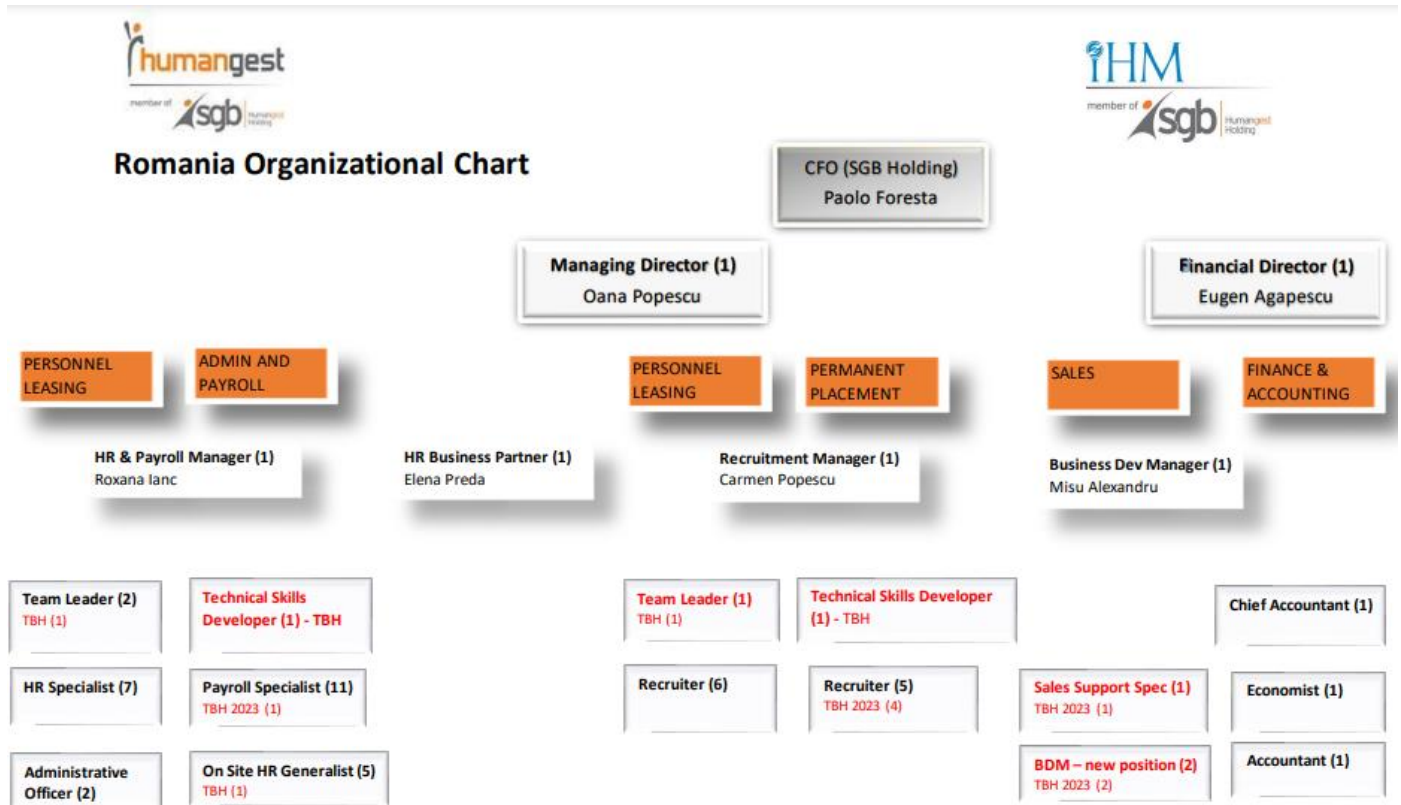 humangest
member of sgb Humangest
Holding
iHM
member of sgb Humangest
Holding
Romania Organizational Chart
CFO (SGB Holding)
Paolo Foresta
Managing Director (1)
Oana Popescu
Financial Director (1)
Eugen Agapescu
PERSONNEL
LEASING
ADMIN AND
PAYROLL
PERSONNEL
LEASING
PERMANENT
PLACEMENT
SALES
FINANCE &
ACCOUNTING
HR & Payroll Manager (1)
Roxana Ianc
HR Business Partner (1)
Elena Preda
Recruitment Manager (1)
Carmen Popescu
Business Dev Manager (1)
Misu Alexandru
Team Leader (2)
TBH (1)
Technical Skills
Developer (1) - TBH
Team Leader (1)
TBH (1)
Technical Skills Developer
(1) - TBH
Chief Accountant (1)
HR Specialist (7)
Payroll Specialist (11)
TBH 2023 (1)
Recruiter (6)
Recruiter (5)
TBH 2023 (4)
Sales Support Spec (1)
TBH 2023 (1)
Economist (1)
Administrative
Officer (2)
On Site HR Generalist (5)
TBH (1)
BDM – new position (2)
TBH 2023 (2)
Accountant (1)